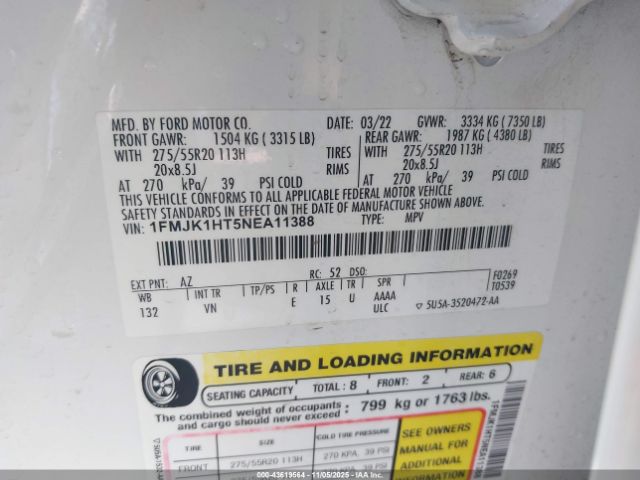 MFD. BY FORD MOTOR CO. DATE: 03/22 GVWR: 3334 KG ( 7350 LB)
FRONT GAWR: 1504 KG ( 3315 LB) REAR GAWR: 1987 KG ( 4380 LB)
WITH 275/55R20 113H TIRES WITH 275/55R20 113H TIRES
20x8.5J RIMS 20x8.5J RIMS
AT 270 kPa/ 39 PSI COLD AT 270 kPa/ 39 PSI COLD
THIS VEHICLE CONFORMS TO ALL APPLICABLE FEDERAL MOTOR VEHICLE
SAFETY STANDARDS IN EFFECT ON THE DATE OF MANUFACTURE SHOWN ABOVE.
VIN: 1FMJK1HT5NEA11388 TYPE: MPV
EXT PNT: AZ RC: 52 DSO: F0269
WB INT TR TP/PS R AXLE TR SPR T0539
132 VN E 15 U AAAA
ULC ▽ 5U5A-3520472-AA
TIRE AND LOADING INFORMATION
SEATING CAPACITY TOTAL : 8 FRONT: 2 REAR: 6
The combined weight of occupants and cargo should never exceed : 799 kg or 1763 lbs.
TIRE SIZE COLD TIRE PRESSURE
FRONT 275/55R20 113H 270 KPA, 39 PSI
SEE OWNERS
MANUAL FOR
ADDITIONAL
INFORMATION
1FMJK1HT5NEA11388
IAA 43619564 | 11/05/2025 - Copyright IAA, LLC